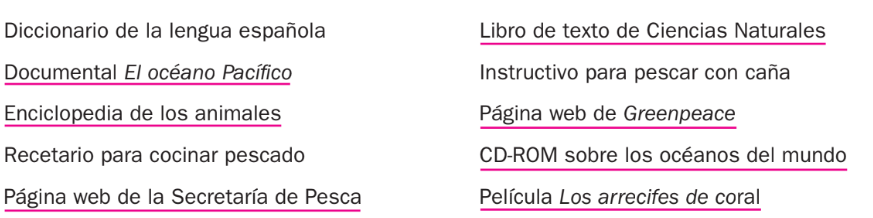 Diccionario de la lengua española
Documental El océano Pacífico
Enciclopedia de los animales
Recetario para cocinar pescado
Página web de la Secretaría de Pesca
Libro de texto de Ciencias Naturales
Instructivo para pescar con caña
Página web de Greenpeace
CD-ROM sobre los océanos del mundo
Película Los arrecifes de coral